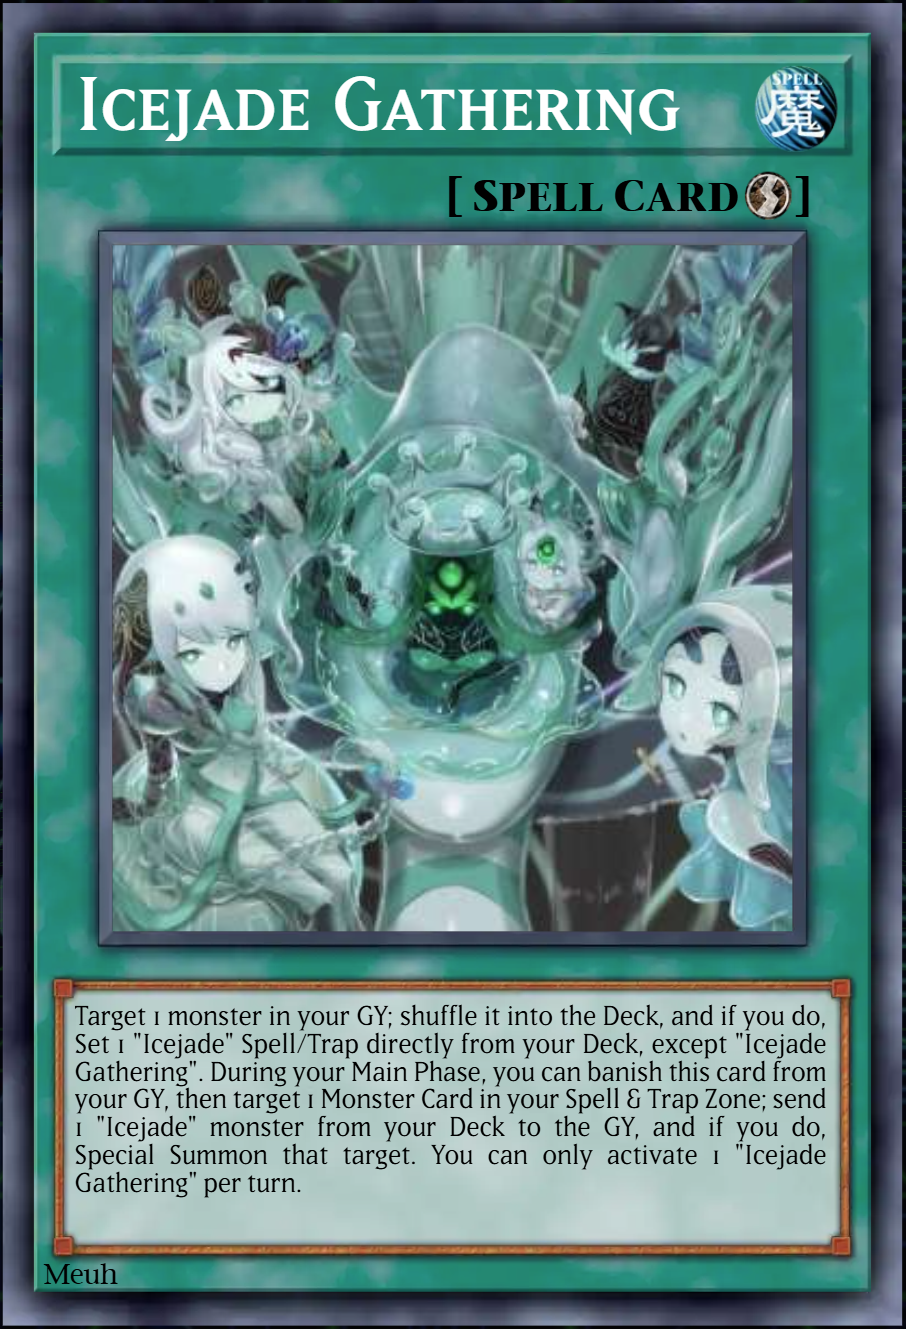 Icejade Gathering
SPELL
魔
[ Spell Card ]
Target 1 monster in your GY; shuffle it into the Deck, and if you do,
Set 1 "Icejade" Spell/Trap directly from your Deck, except "Icejade
Gathering". During your Main Phase, you can banish this card from
your GY, then target 1 Monster Card in your Spell & Trap Zone; send
1 "Icejade" monster from your Deck to the GY, and if you do,
Special Summon that target. You can only activate 1 "Icejade
Gathering" per turn.
Meuh